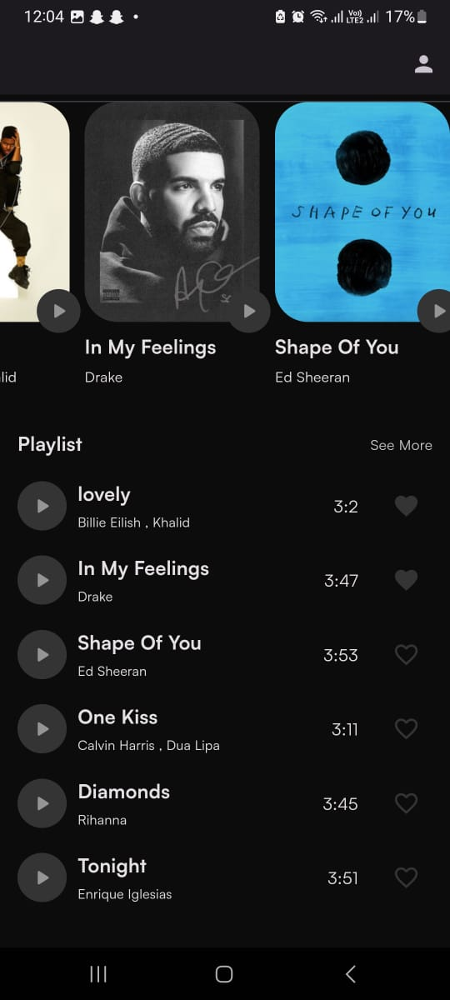 12:04
Vo)) LTE2
17%
SHAPE OF YOU
In My Feelings
Shape Of You
lid
Drake
Ed Sheeran
Playlist
See More
lovely
3:2
Billie Eilish , Khalid
In My Feelings
3:47
Drake
Shape Of You
3:53
Ed Sheeran
One Kiss
3:11
Calvin Harris , Dua Lipa
Diamonds
3:45
Rihanna
Tonight
3:51
Enrique Iglesias